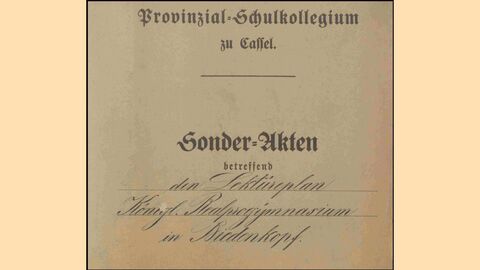 Provinzial-Schulkollegium
zu Cassel.
Sonder-Akten
betreffend
den Lektüreplan
Königl. Realprogymnasium
in Biedenkopf.